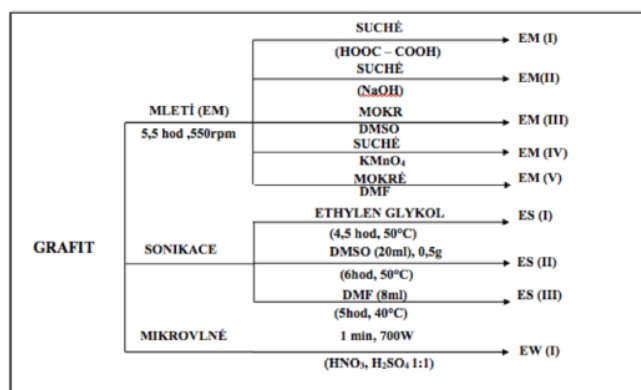 SUCHÉ
EM (I)
(HOOC – COOH)
SUCHÉ
EM(II)
(NaOH)
MLETÍ (EM)
MOKR
EM (III)
5,5 hod ,550rpm
DMSO
SUCHÉ
EM (IV)
KMnO₄
MOKRÉ
EM (V)
DMF
ETHYLEN GLYKOL
ES (I)
(4,5 hod, 50°C)
GRAFIT
SONIKACE
DMSO (20ml), 0,5g
ES (II)
(6hod, 50°C)
DMF (8ml)
ES (III)
(5hod, 40°C)
MIKROVLNÉ
1 min, 700W
EW (I)
(HNO₃, H₂SO₄ 1:1)